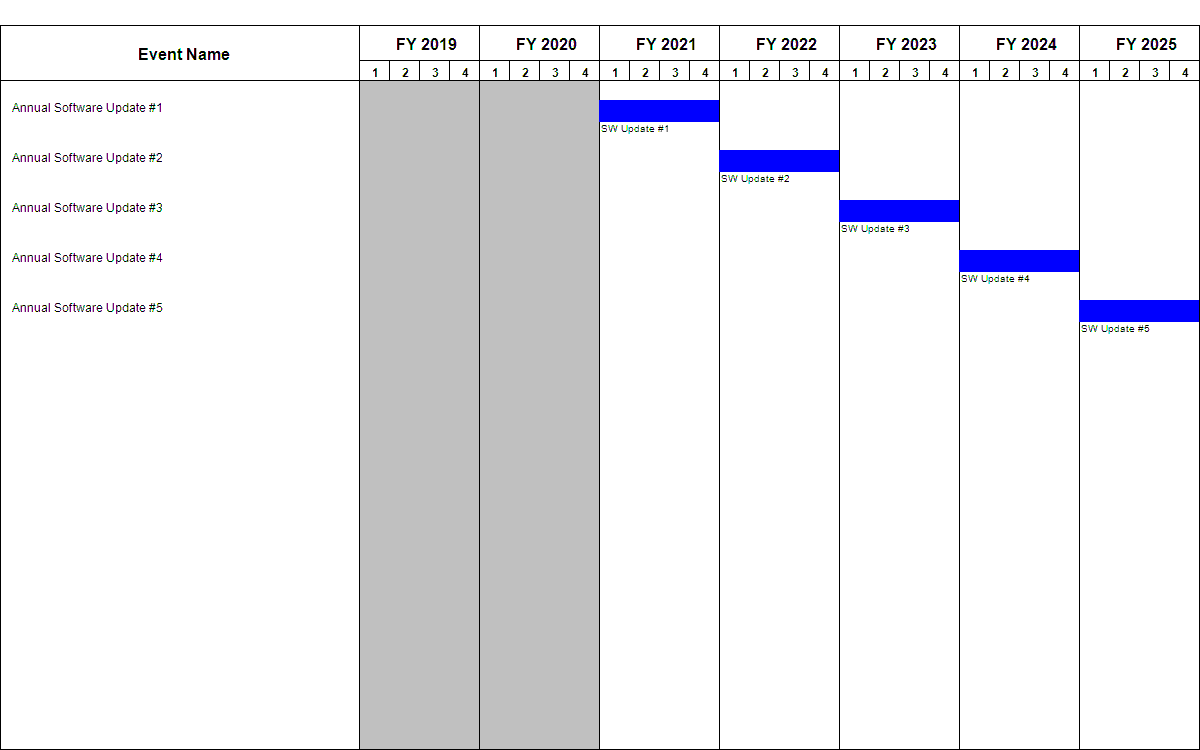 Event Name
FY 2019 FY 2020 FY 2021 FY 2022 FY 2023 FY 2024 FY 2025
1 2 3 4 1 2 3 4 1 2 3 4 1 2 3 4 1 2 3 4 1 2 3 4 1 2 3 4
Annual Software Update #1
SW Update #1
Annual Software Update #2
SW Update #2
Annual Software Update #3
SW Update #3
Annual Software Update #4
SW Update #4
Annual Software Update #5
SW Update #5